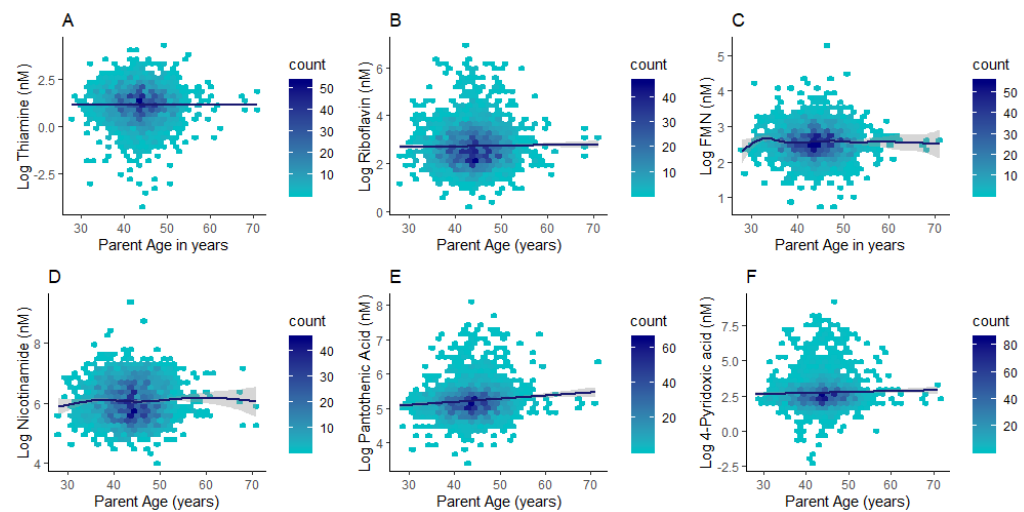 A
Log Thiamine (nM)
2.5
0.0
-2.5
30 40 50 60 70
Parent Age in years
count
50
40
30
20
10
B
Log Riboflavin (nM)
6
4
2
0
30 40 50 60 70
Parent Age (years)
count
40
30
20
10
C
Log FMN (nM)
5
4
3
2
1
30 40 50 60 70
Parent Age in years
count
50
40
30
20
10
D
Log Nicotinamide (nM)
8
6
4
30 40 50 60 70
Parent Age (years)
count
40
30
20
10
E
Log Pantothenic Acid (nM)
8
7
6
5
4
30 40 50 60 70
Parent Age (years)
count
60
40
20
F
Log 4-Pyridoxic acid (nM)
7.5
5.0
2.5
0.0
-2.5
30 40 50 60 70
Parent Age (years)
count
80
60
40
20